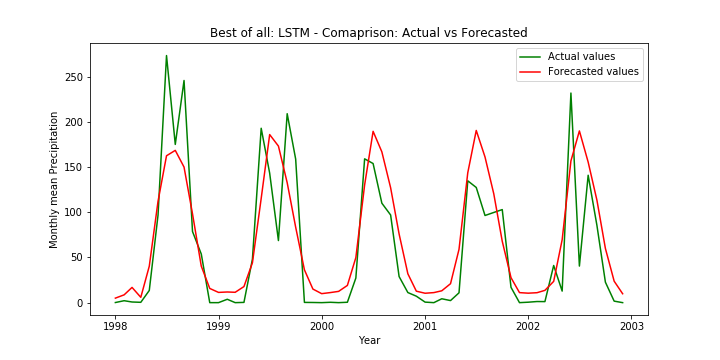 Best of all: LSTM - Comaprison: Actual vs Forecasted
Actual values
Forecasted values
Monthly mean Precipitation
250
200
150
100
50
0
1998
1999
2000
2001
2002
2003
Year